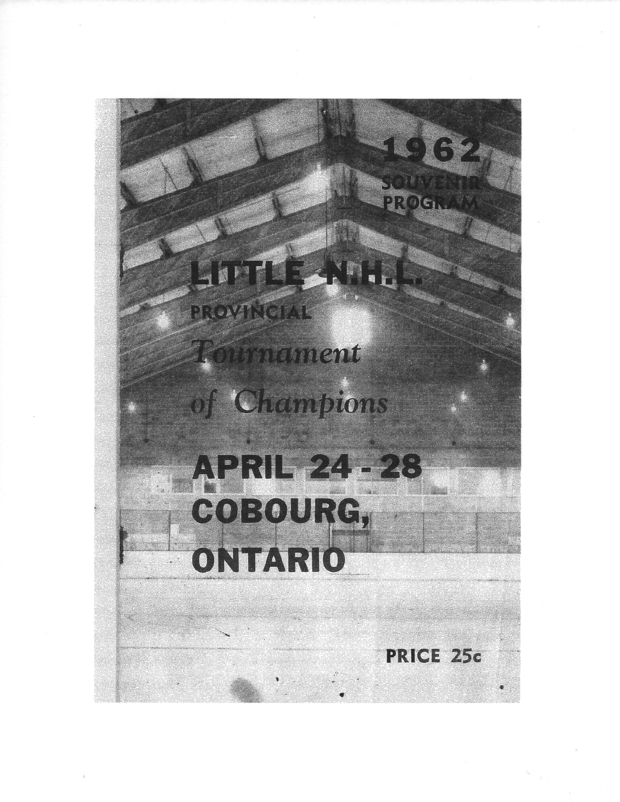 1962
SOUVENIR
PROGRAM
LITTLE N.H.L.
PROVINCIAL
Tournament
of Champions
APRIL 24 - 28
COBOURG,
ONTARIO
PRICE 25c